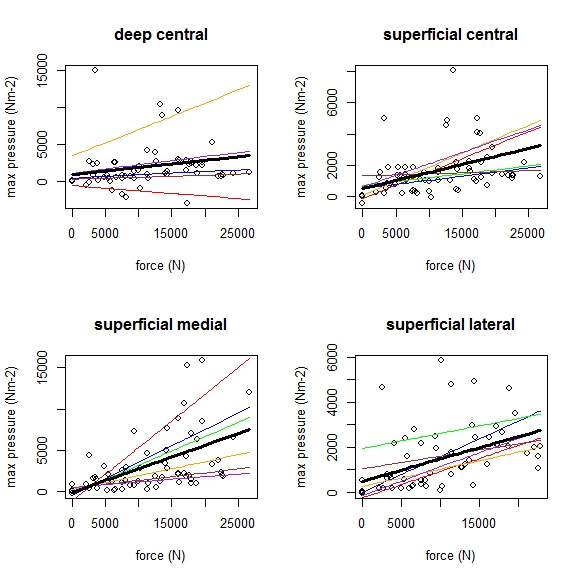 deep central
max pressure (Nm-2)
0 5000 15000
0 5000 15000 25000
force (N)
superficial central
max pressure (Nm-2)
0 2000 6000
0 5000 15000 25000
force (N)
superficial medial
max pressure (Nm-2)
0 5000 15000
0 5000 15000 25000
force (N)
superficial lateral
max pressure (Nm-2)
0 2000 4000 6000
0 5000 15000
force (N)